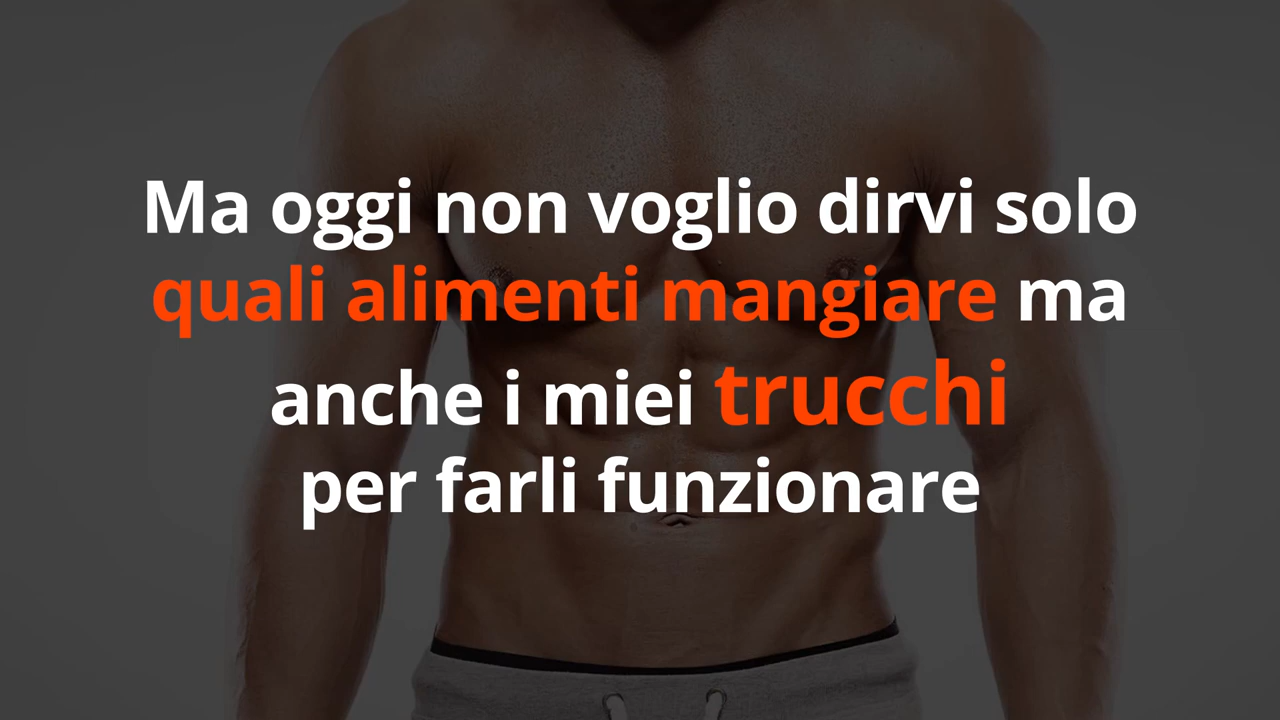 Ma oggi non voglio dirvi solo
quali alimenti mangiare ma
anche i miei trucchi
per farli funzionare